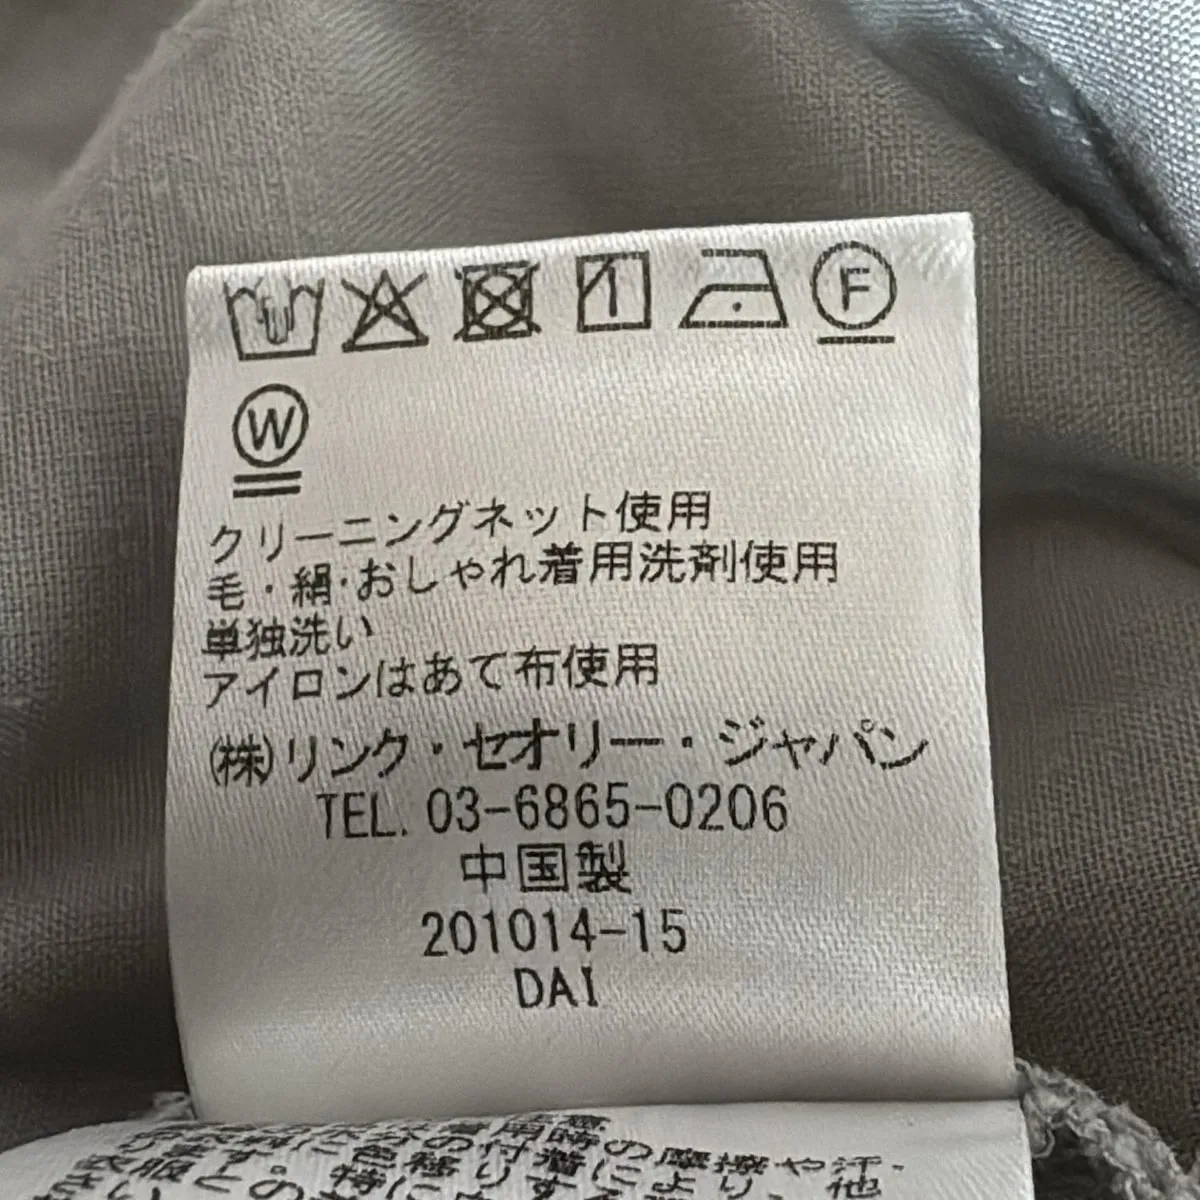 F
W
クリーニングネット使用
毛・絹・おしゃれ着用洗剤使用
単独洗い
アイロンはあて布使用
(株)リンク・セオリー・ジャパン
TEL. 03-6865-0206
中国製
201014-15
DAI